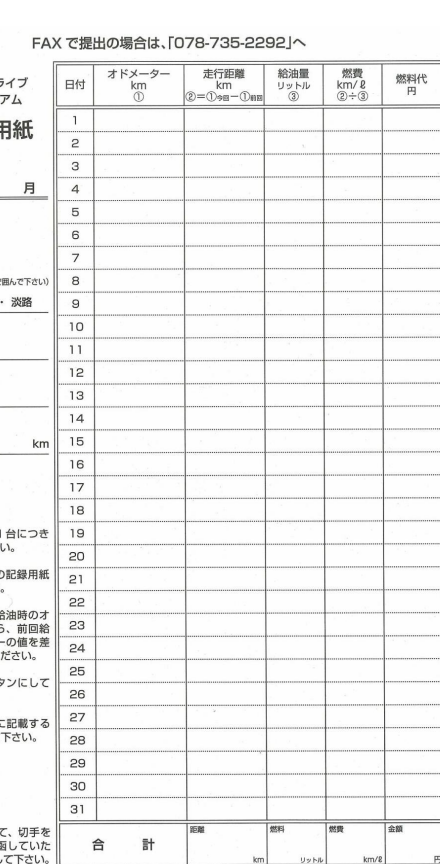 FAX で提出の場合は、「078-735-2292」へ
ライブ
アム
用紙
月
で囲んで下さい)
・ 淡路
km
1 台につき
い。
の記録用紙
。
給油時のオ
ら、前回給
ーの値を差
ださい。
タンにして
に記載する
下さい。
て、切手を
函していた
して下さい。
日付 オドメーター km ① 走行距離 km ②=①今回−①前回 給油量 リットル ③ 燃費 km/ℓ ②÷③ 燃料代 円
1
2
3
4
5
6
7
8
9
10
11
12
13
14
15
16
17
18
19
20
21
22
23
24
25
26
27
28
29
30
31
合 計 距離 km 燃料 リットル 燃費 km/ℓ 金額 円